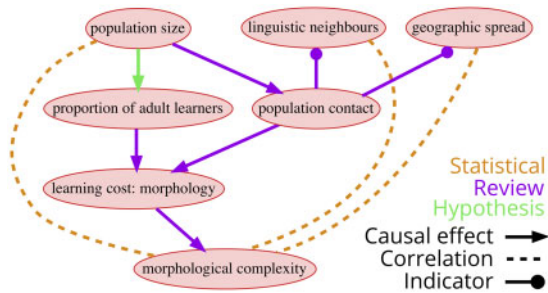 population size
linguistic neighbours
geographic spread
proportion of adult learners
population contact
learning cost: morphology
morphological complexity
Statistical
Review
Hypothesis
Causal effect
Correlation
Indicator